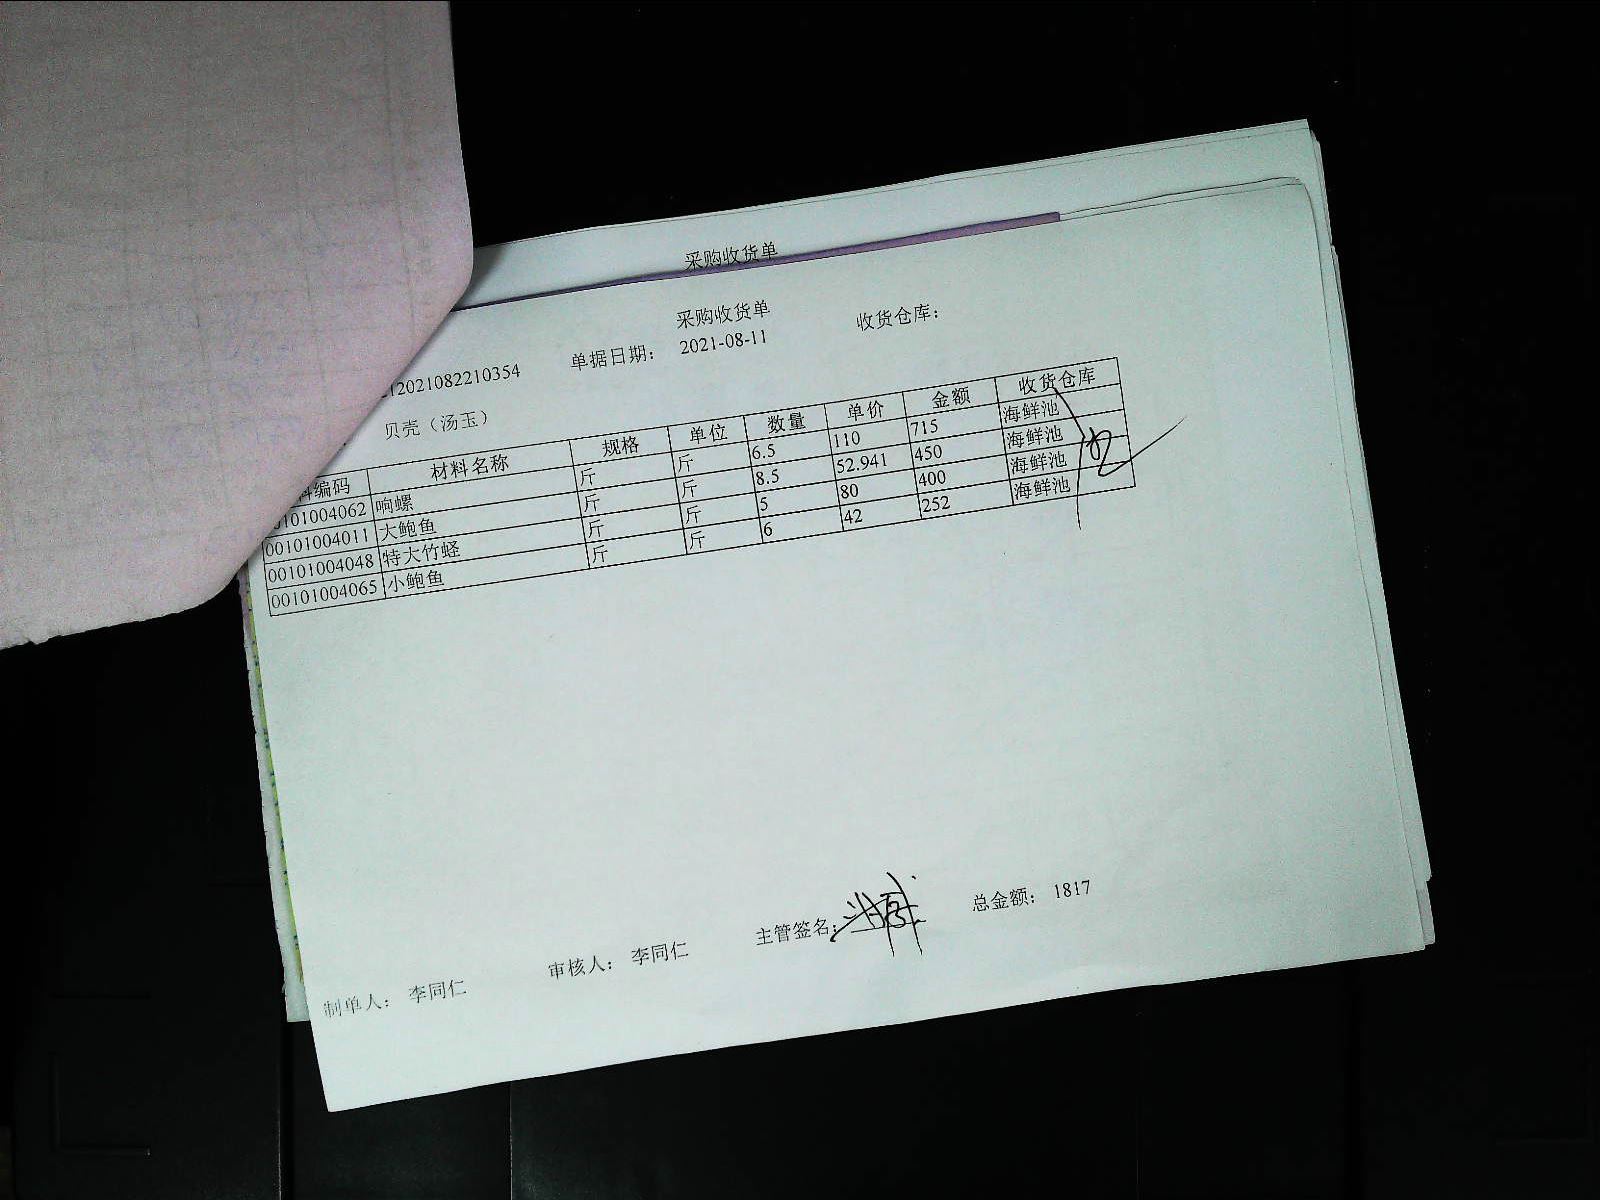 采购收货单
采购收货单
12021082210354 单据日期: 2021-08-11 收货仓库:
贝壳（汤玉）
编码 材料名称 规格 单位 数量 单价 金额 收货仓库
0101004062 响螺 斤 斤 6.5 110 715 海鲜池
00101004011 大鲍鱼 斤 斤 8.5 52.941 450 海鲜池
00101004048 特大竹蛏 斤 斤 5 80 400 海鲜池
00101004065 小鲍鱼 斤 斤 6 42 252 海鲜池
制单人: 李同仁 审核人: 李同仁 主管签名: 总金额: 1817